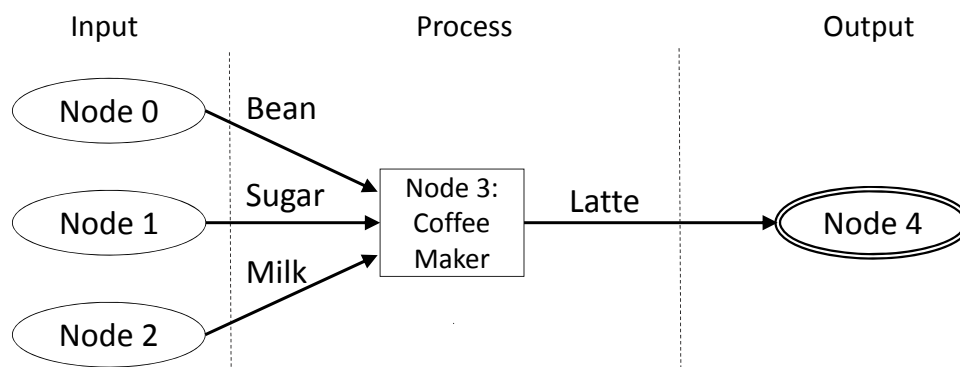 Input
Process
Output
Node 0
Bean
Node 1
Sugar
Node 3:
Coffee
Maker
Latte
Node 4
Milk
Node 2